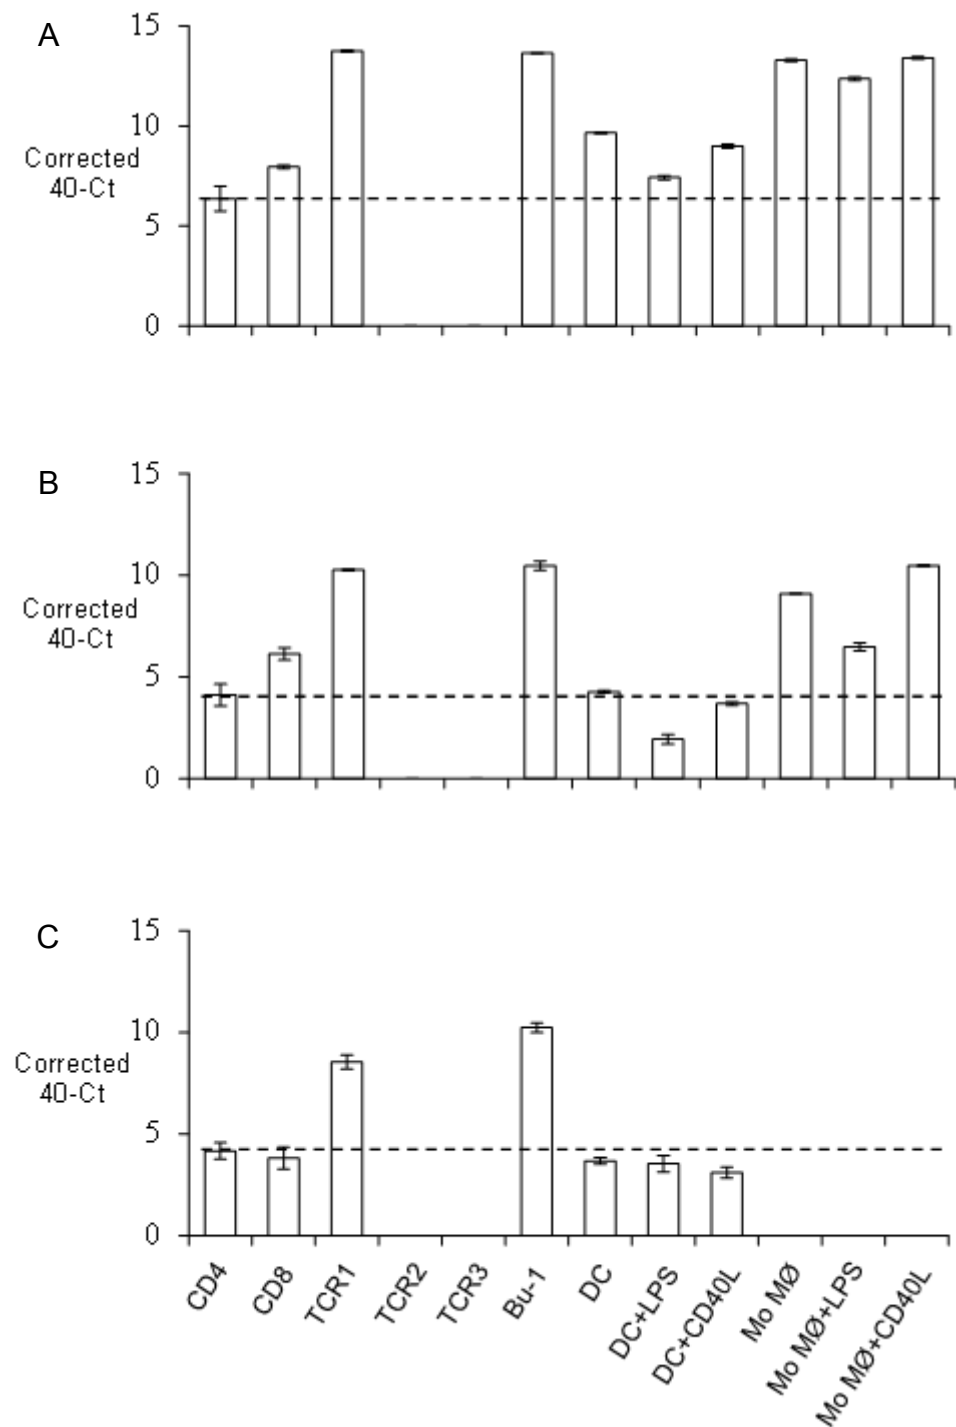 A
15
10
Corrected
40-Ct
5
0
B
15
10
Corrected
40-Ct
5
0
C
15
10
Corrected
40-Ct
5
0
CD4
CD8
TCR1
TCR2
TCR3
Bu-1
DC
DC+LPS
DC+CD40L
Mo MØ
Mo MØ+LPS
Mo MØ+CD40L